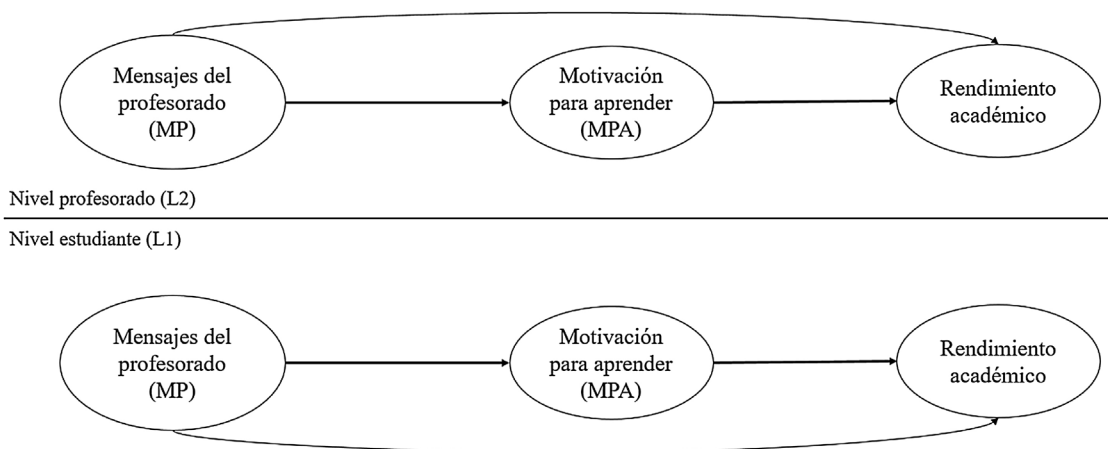 Mensajes del
profesorado
(MP)
Motivación
para aprender
(MPA)
Rendimiento
académico
Nivel profesorado (L2)
Nivel estudiante (L1)
Mensajes del
profesorado
(MP)
Motivación
para aprender
(MPA)
Rendimiento
académico